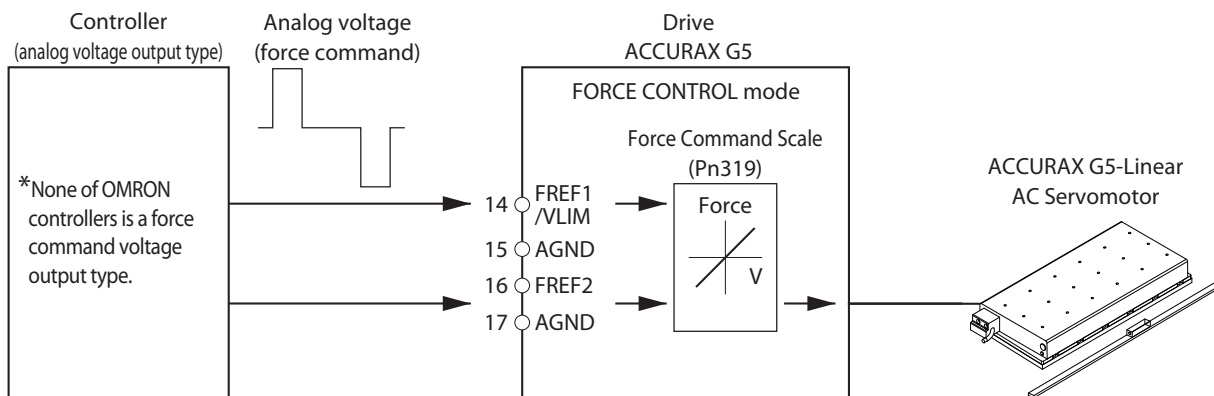 Controller
(analog voltage output type)
Analog voltage
(force command)
Drive
ACCURAX G5
FORCE CONTROL mode
Force Command Scale
(Pn319)
ACCURAX G5-Linear
AC Servomotor
*None of OMRON
controllers is a force
command voltage
output type.
14 FREF1
/VLIM
15 AGND
16 FREF2
17 AGND
Force
V